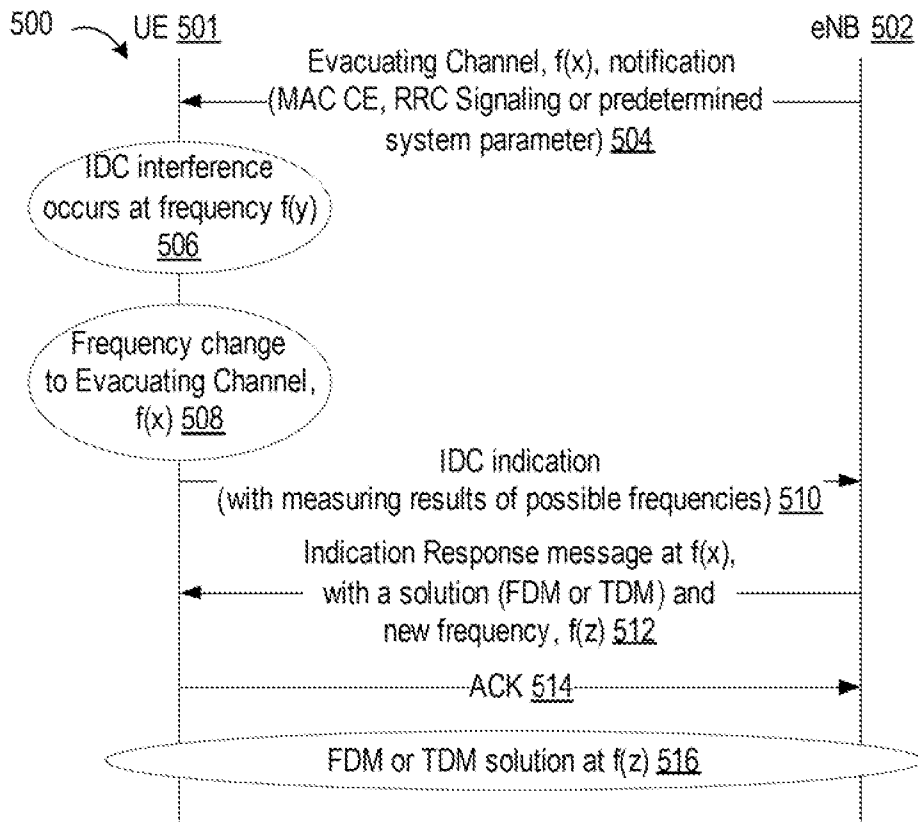 500
UE 501
eNB 502
Evacuating Channel, f(x), notification
(MAC CE, RRC Signaling or predetermined
system parameter) 504
IDC interference
occurs at frequency f(y)
506
Frequency change
to Evacuating Channel,
f(x) 508
IDC indication
(with measuring results of possible frequencies) 510
Indication Response message at f(x),
with a solution (FDM or TDM) and
new frequency, f(z) 512
ACK 514
FDM or TDM solution at f(z) 516